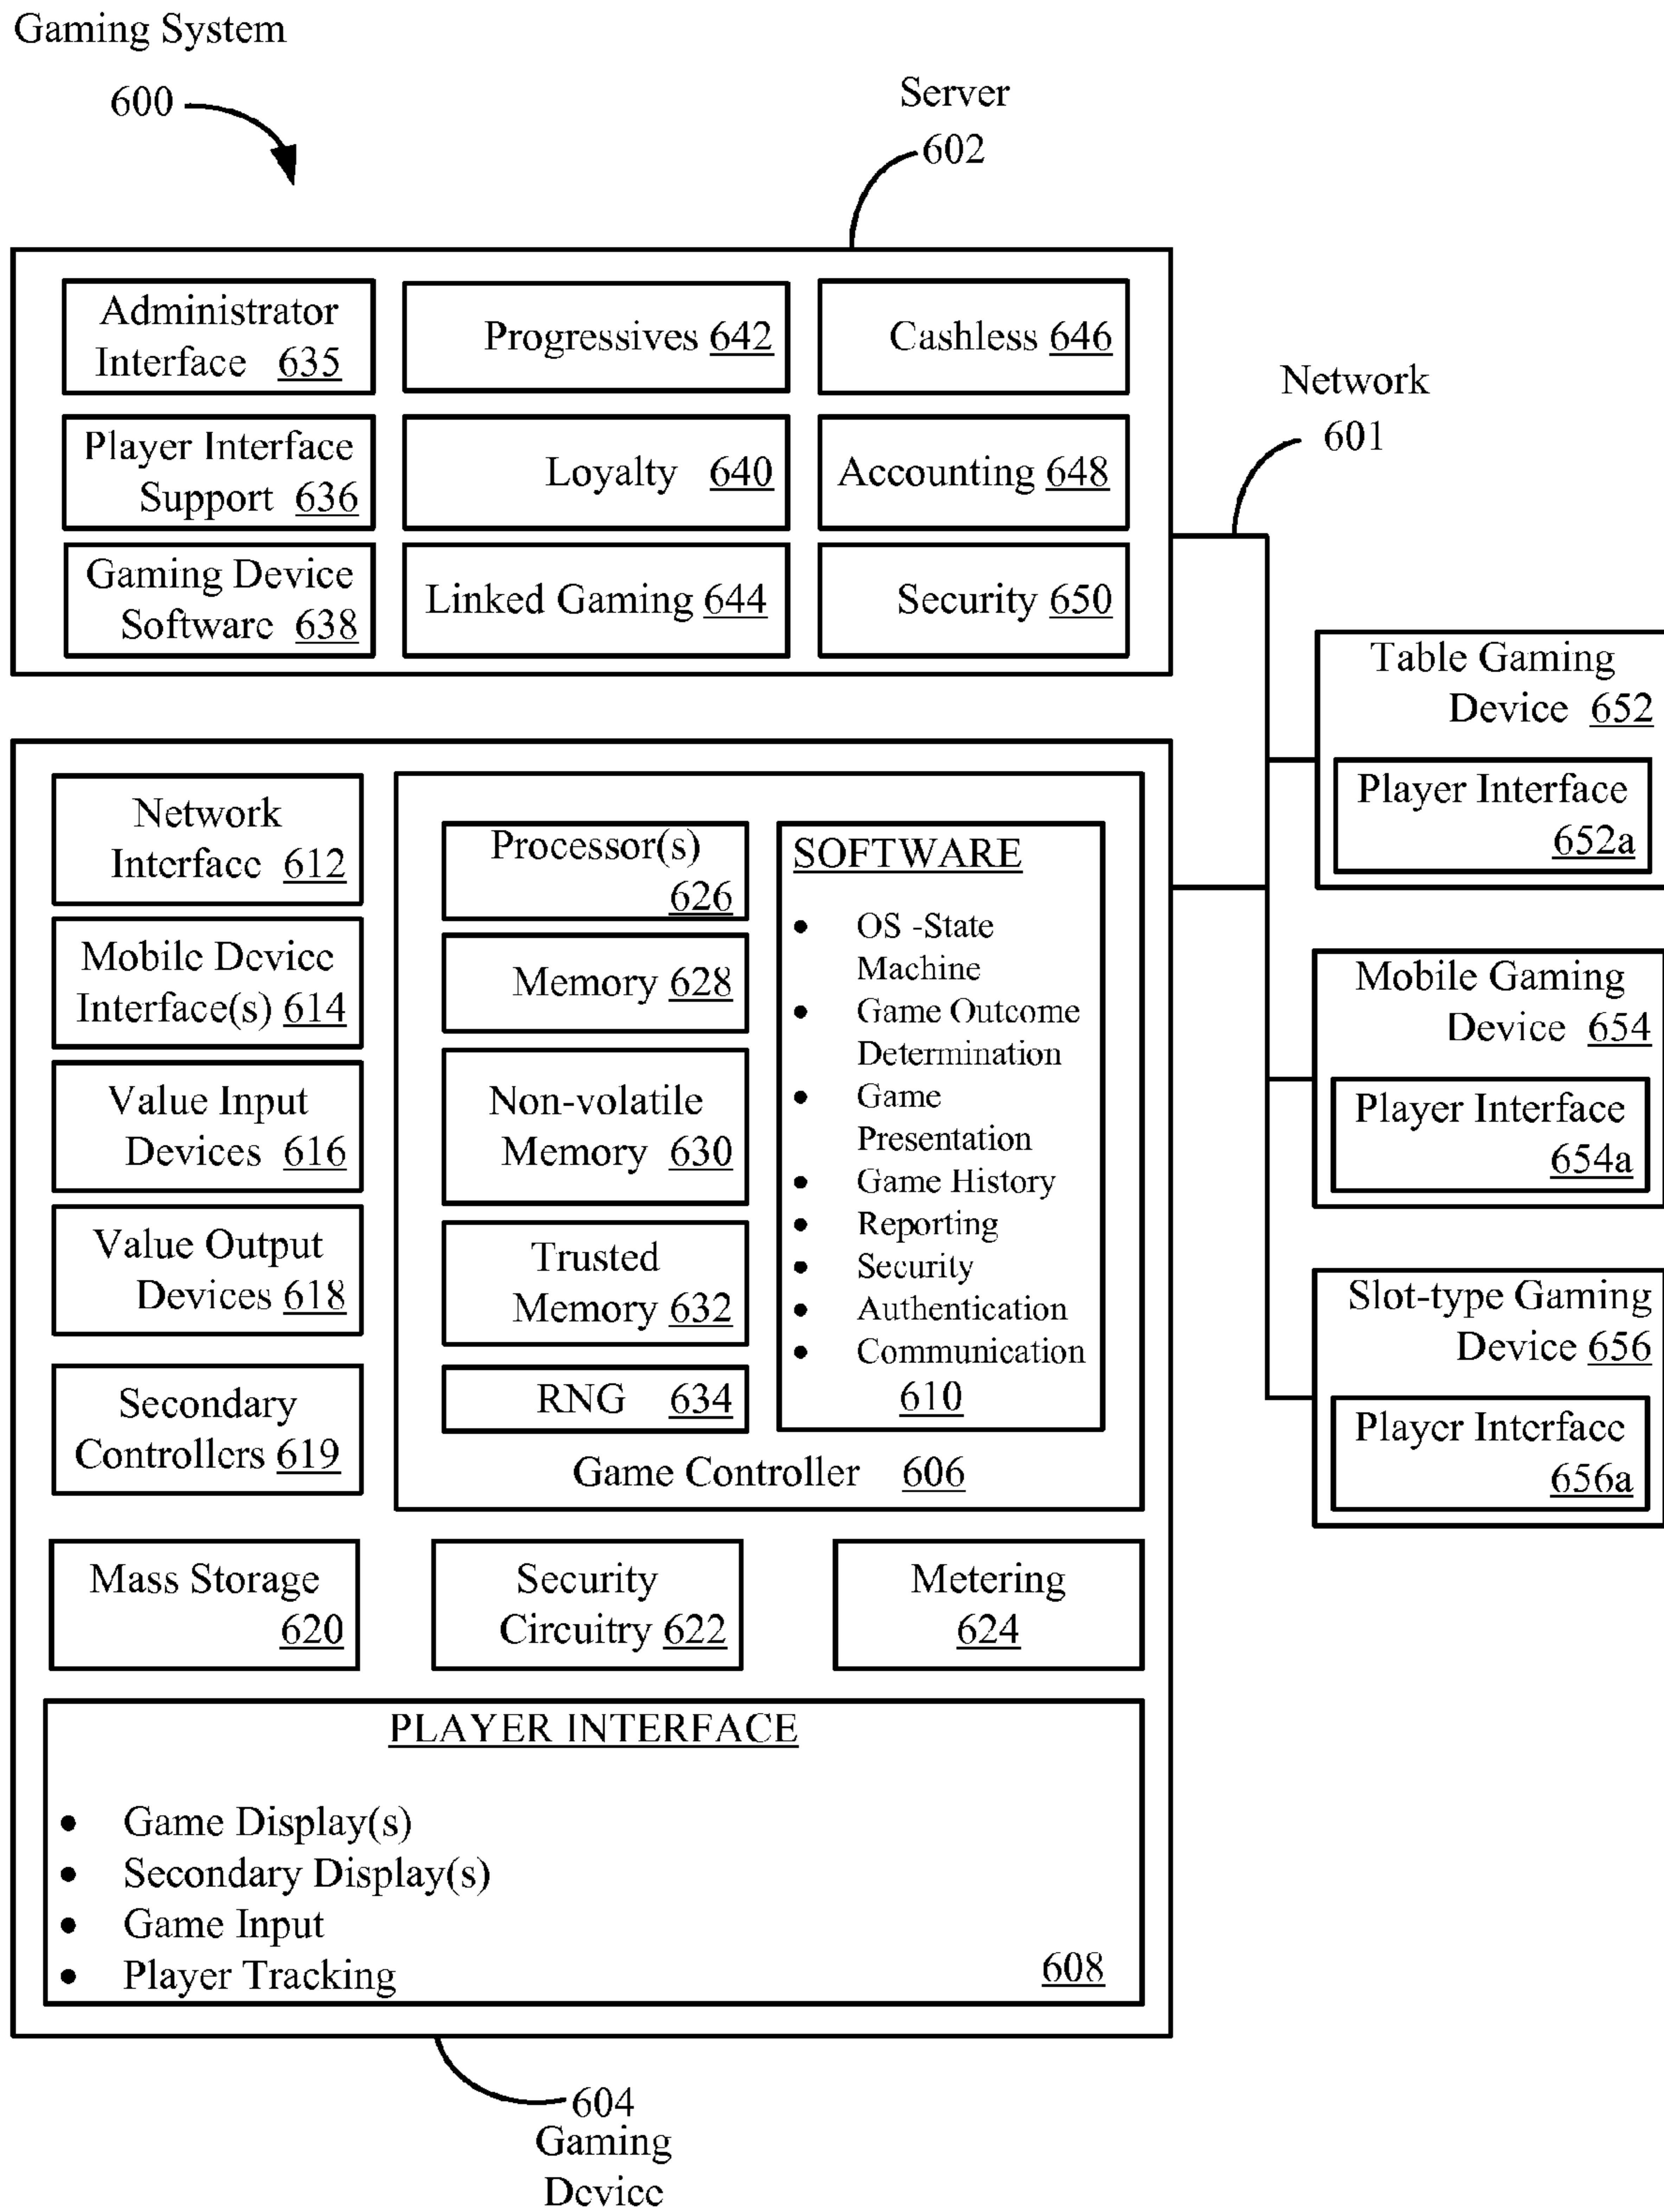 Gaming System
600
Server
602
Administrator
Interface 635
Progressives 642
Cashless 646
Player Interface
Support 636
Loyalty 640
Accounting 648
Gaming Device
Software 638
Linked Gaming 644
Security 650
Network
601
Table Gaming
Device 652
Player Interface
652a
Mobile Gaming
Device 654
Player Interface
654a
Slot-type Gaming
Device 656
Player Interface
656a
Network
Interface 612
Mobile Device
Interface(s) 614
Value Input
Devices 616
Value Output
Devices 618
Secondary
Controllers 619
Processor(s)
626
Memory 628
Non-volatile
Memory 630
Trusted
Memory 632
RNG 634
SOFTWARE
• OS -State
Machine
• Game Outcome
Determination
• Game
Presentation
• Game History
• Reporting
• Security
• Authentication
• Communication
610
Game Controller 606
Mass Storage
620
Security
Circuitry 622
Metering
624
PLAYER INTERFACE
• Game Display(s)
• Secondary Display(s)
• Game Input
• Player Tracking
608
604
Gaming
Device